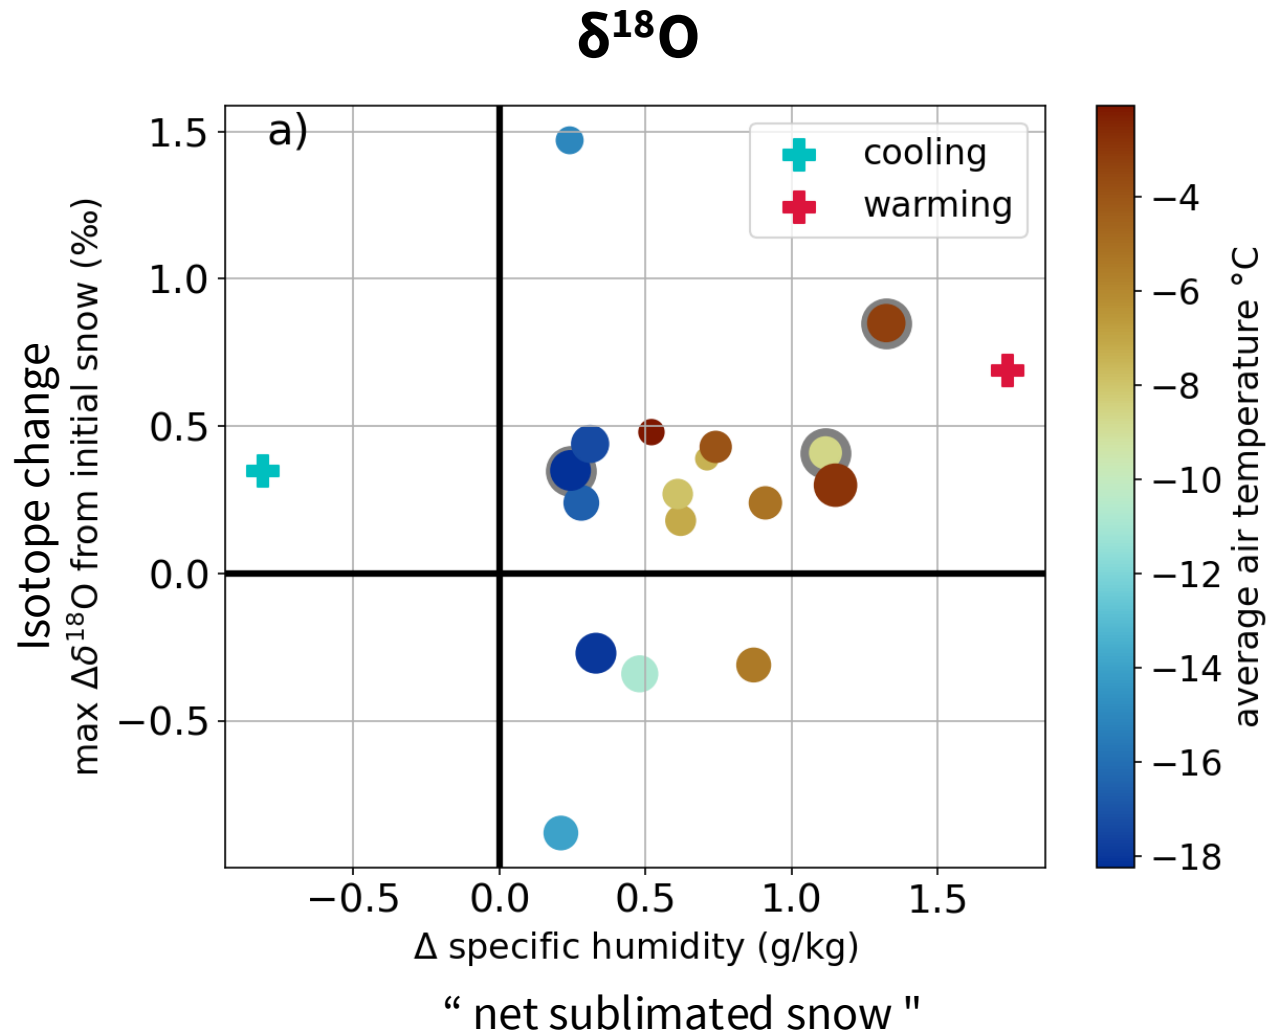 δ¹⁸O
a)
cooling
warming
1.5
1.0
0.5
0.0
−0.5
Isotope change
max Δδ¹⁸O from initial snow (‰)
−0.5
0.0
0.5
1.0
1.5
Δ specific humidity (g/kg)
“ net sublimated snow "
−4
−6
−8
−10
−12
−14
−16
−18
average air temperature °C